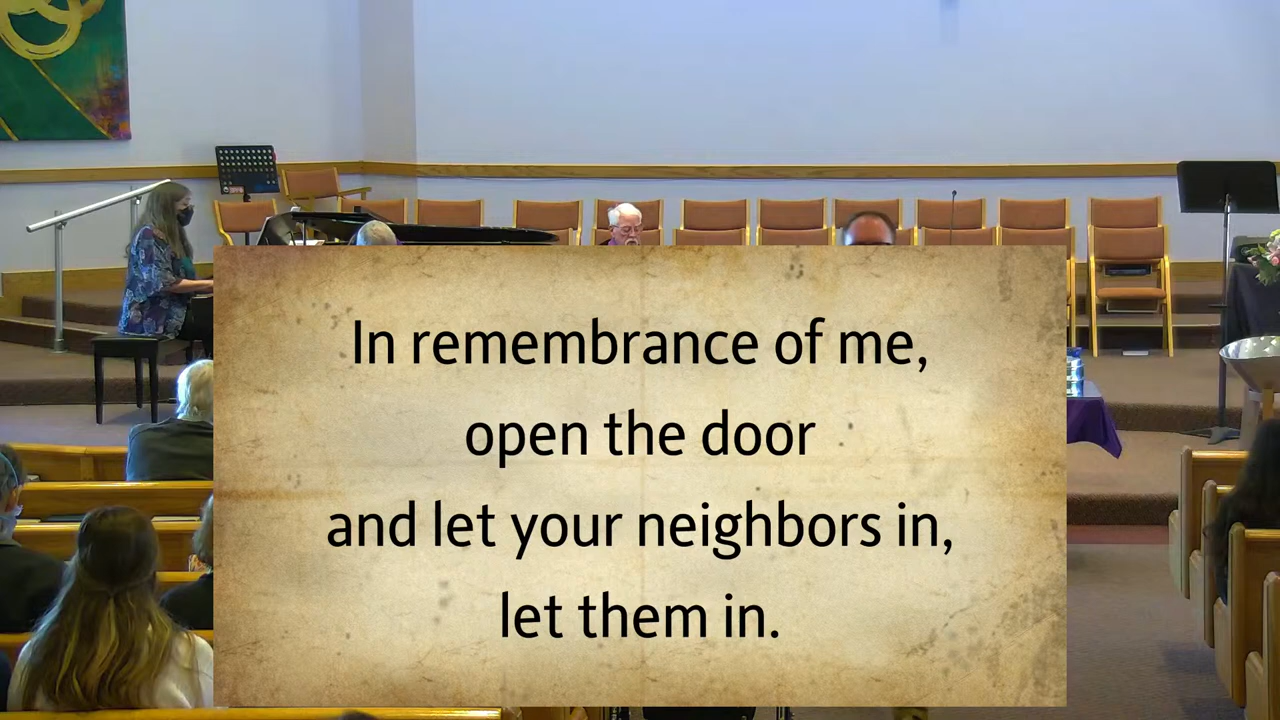 In remembrance of me,
open the door
and let your neighbors in,
let them in.